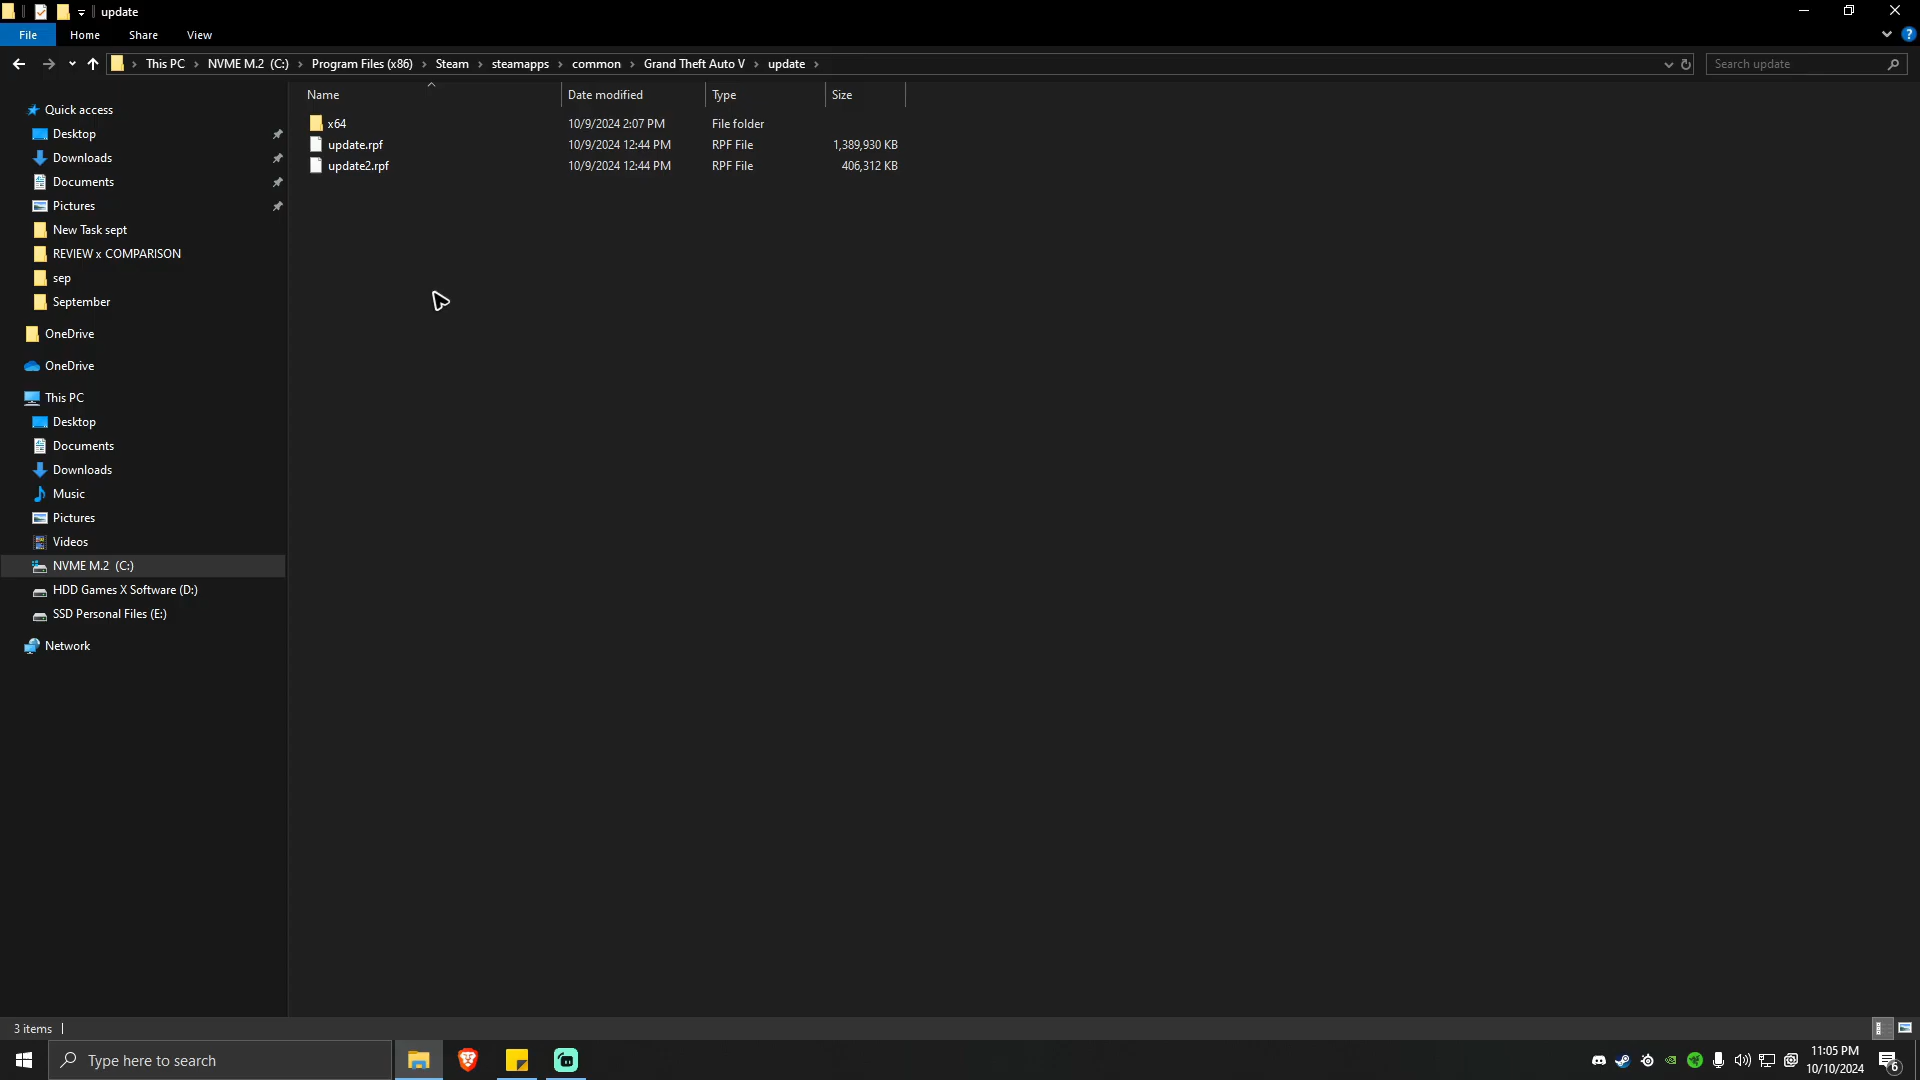 update
File Home Share View
This PC NVME M.2 (C:) Program Files (x86) Steam steamapps common Grand Theft Auto V update
Search update
Name Date modified Type Size
x64 10/9/2024 2:07 PM File folder
update.rpf 10/9/2024 12:44 PM RPF File 1,389,930 KB
update2.rpf 10/9/2024 12:44 PM RPF File 406,312 KB
Quick access
Desktop
Downloads
Documents
Pictures
New Task sept
REVIEW x COMPARISON
sep
September
OneDrive
OneDrive
This PC
Desktop
Documents
Downloads
Music
Pictures
Videos
NVME M.2 (C:)
HDD Games X Software (D:)
SSD Personal Files (E:)
Network
3 items
Type here to search
11:05 PM
10/10/2024
6